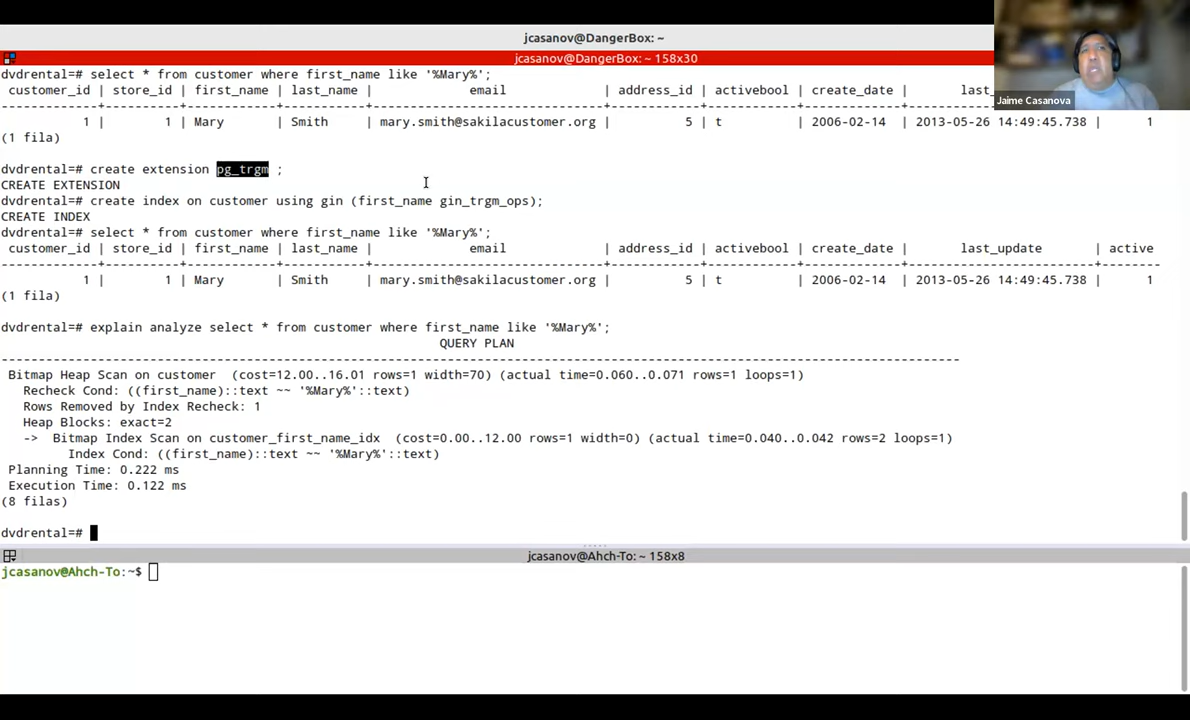 jcasanov@DangerBox: ~
jcasanov@DangerBox: ~ 158x30
Jaime Casanova
dvdrental=# select * from customer where first_name like '%Mary%';
 customer_id | store_id | first_name | last_name |            email             | address_id | activebool | create_date |       last_
-------------+----------+------------+-----------+------------------------------+------------+------------+-------------+
           1 |        1 | Mary       | Smith     | mary.smith@sakilacustomer.org |          5 | t          | 2006-02-14  | 2013-05-26 14:49:45.738 |      1
(1 fila)
dvdrental=# create extension pg_trgm ;
CREATE EXTENSION
dvdrental=# create index on customer using gin (first_name gin_trgm_ops);
CREATE INDEX
dvdrental=# select * from customer where first_name like '%Mary%';
 customer_id | store_id | first_name | last_name |            email             | address_id | activebool | create_date |       last_update       | active
-------------+----------+------------+-----------+-------------------------------+------------+------------+-------------+-------------------------+--------
           1 |        1 | Mary       | Smith     | mary.smith@sakilacustomer.org |          5 | t          | 2006-02-14  | 2013-05-26 14:49:45.738 |      1
(1 fila)
dvdrental=# explain analyze select * from customer where first_name like '%Mary%';
QUERY PLAN
--------------------------------------------------------------------------------------------------------------------------------
 Bitmap Heap Scan on customer  (cost=12.00..16.01 rows=1 width=70) (actual time=0.060..0.071 rows=1 loops=1)
   Recheck Cond: ((first_name)::text ~~ '%Mary%'::text)
   Rows Removed by Index Recheck: 1
   Heap Blocks: exact=2
   ->  Bitmap Index Scan on customer_first_name_idx  (cost=0.00..12.00 rows=1 width=0) (actual time=0.040..0.042 rows=2 loops=1)
         Index Cond: ((first_name)::text ~~ '%Mary%'::text)
 Planning Time: 0.222 ms
 Execution Time: 0.122 ms
(8 filas)
dvdrental=#
jcasanov@Ahch-To: ~ 158x8
jcasanov@Ahch-To:~$